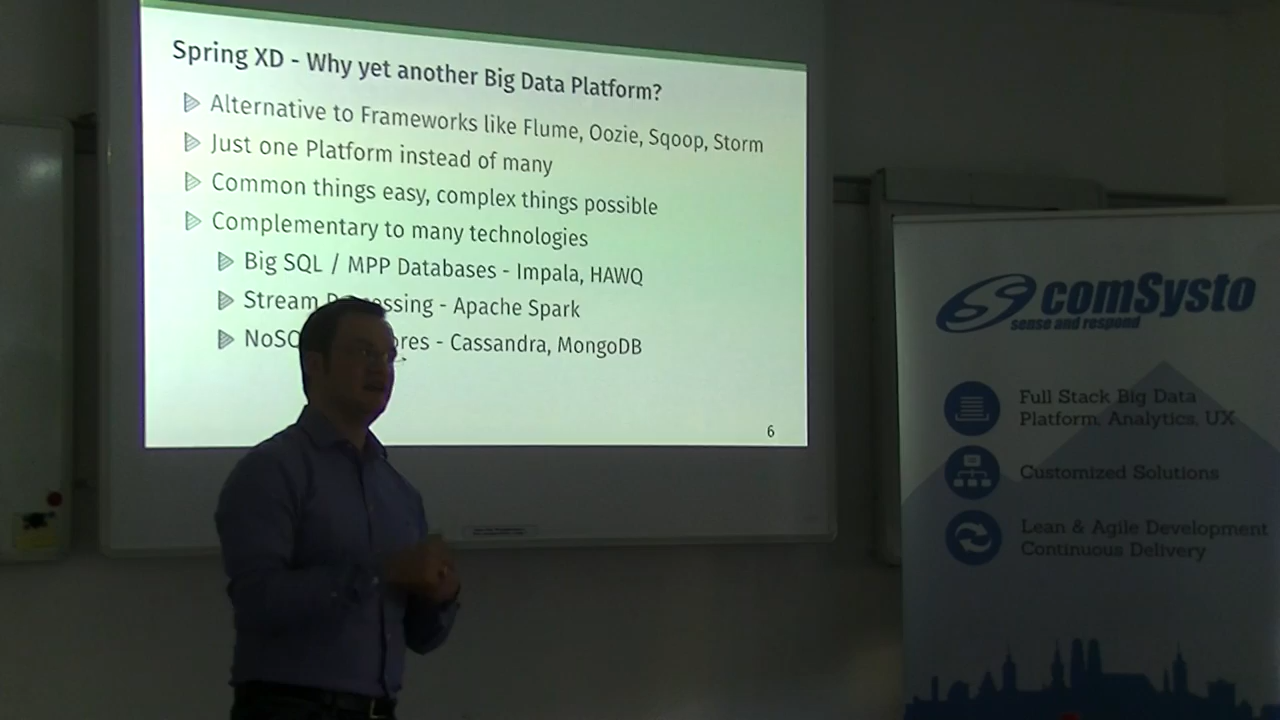 Spring XD - Why yet another Big Data Platform?
Alternative to Frameworks like Flume, Oozie, Sqoop, Storm
Just one Platform instead of many
Common things easy, complex things possible
Complementary to many technologies
Big SQL / MPP Databases - Impala, HAWQ
Stream - Apache Spark
- Cassandra, MongoDB
6
comSysto
sense and respond
Full Stack Big Data
Platform, Analytics, UX
Customized Solutions
Lean & Agile Development
Continuous Delivery